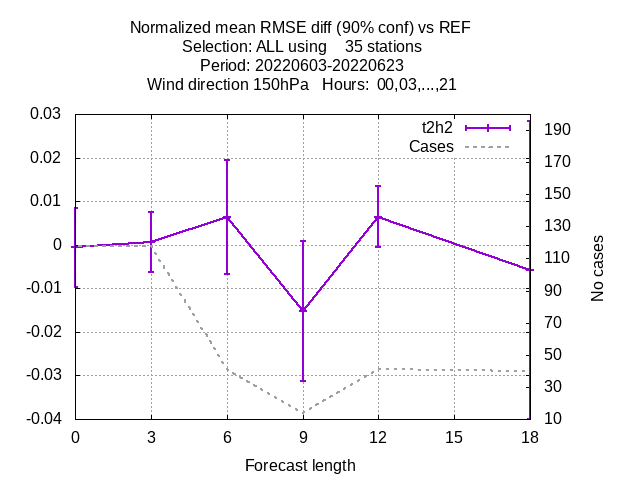 Normalized mean RMSE diff (90% conf) vs REF
Selection: ALL using    35 stations
Period: 20220603-20220623
Wind direction 150hPa   Hours:  00,03,...,21
t2h2
Cases
0.03
0.02
0.01
0
-0.01
-0.02
-0.03
-0.04
190
170
150
130
110
90
70
50
30
10
No cases
0 3 6 9 12 15 18
Forecast length